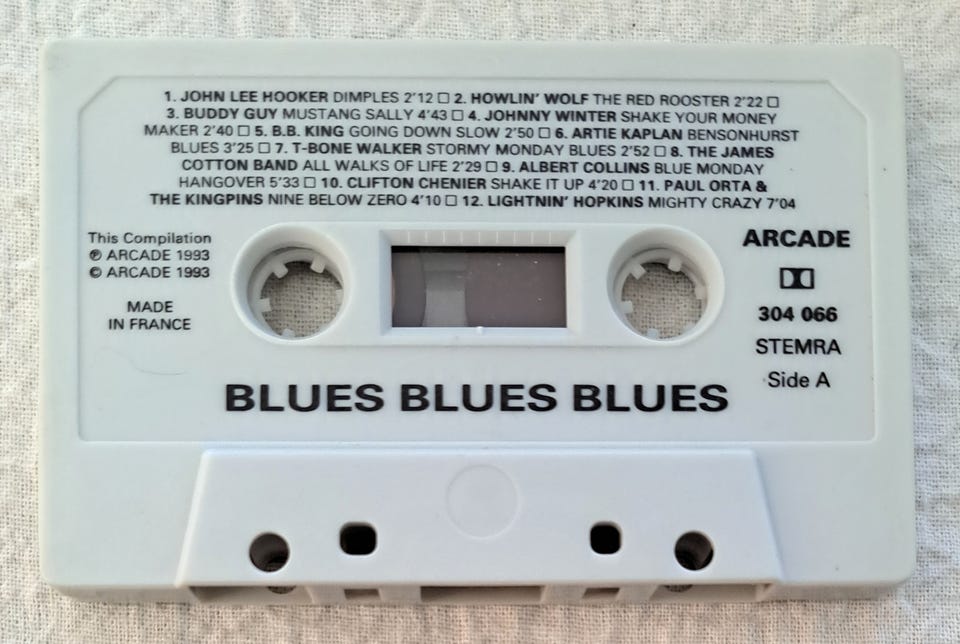 1. JOHN LEE HOOKER DIMPLES 2'12 □ 2. HOWLIN' WOLF THE RED ROOSTER 2'22 □
3. BUDDY GUY MUSTANG SALLY 4'43 □ 4. JOHNNY WINTER SHAKE YOUR MONEY
MAKER 2'40 □ 5. B.B. KING GOING DOWN SLOW 2'50 □ 6. ARTIE KAPLAN BENSONHURST
BLUES 3'25 □ 7. T-BONE WALKER STORMY MONDAY BLUES 2'52 □ 8. THE JAMES
COTTON BAND ALL WALKS OF LIFE 2'29 □ 9. ALBERT COLLINS BLUE MONDAY
HANGOVER 5'33 □ 10. CLIFTON CHENIER SHAKE IT UP 4'20 □ 11. PAUL ORTA &
THE KINGPINS NINE BELOW ZERO 4'10 □ 12. LIGHTNIN' HOPKINS MIGHTY CRAZY 7'04
This Compilation
℗ ARCADE 1993
© ARCADE 1993
MADE
IN FRANCE
ARCADE
304 066
STEMRA
Side A
BLUES BLUES BLUES